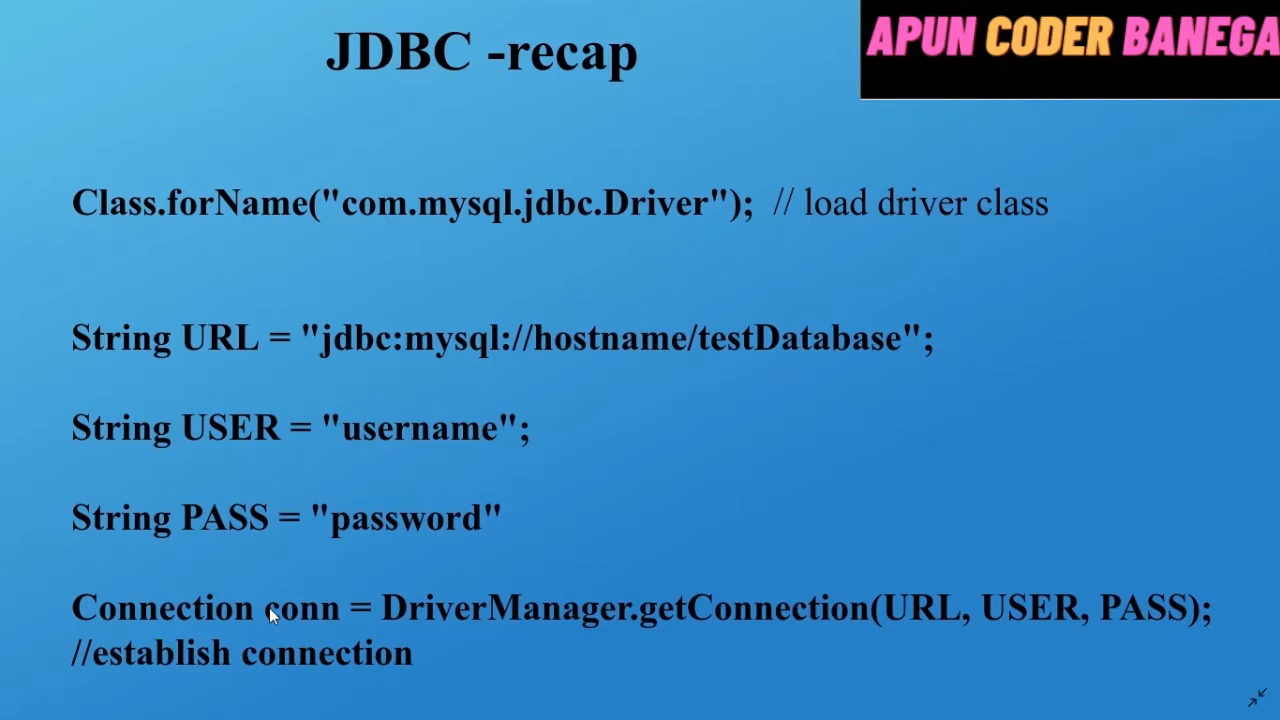 JDBC -recap
APUN CODER BANEGA
Class.forName("com.mysql.jdbc.Driver"); // load driver class
String URL = "jdbc:mysql://hostname/testDatabase";
String USER = "username";
String PASS = "password"
Connection conn = DriverManager.getConnection(URL, USER, PASS);
//establish connection